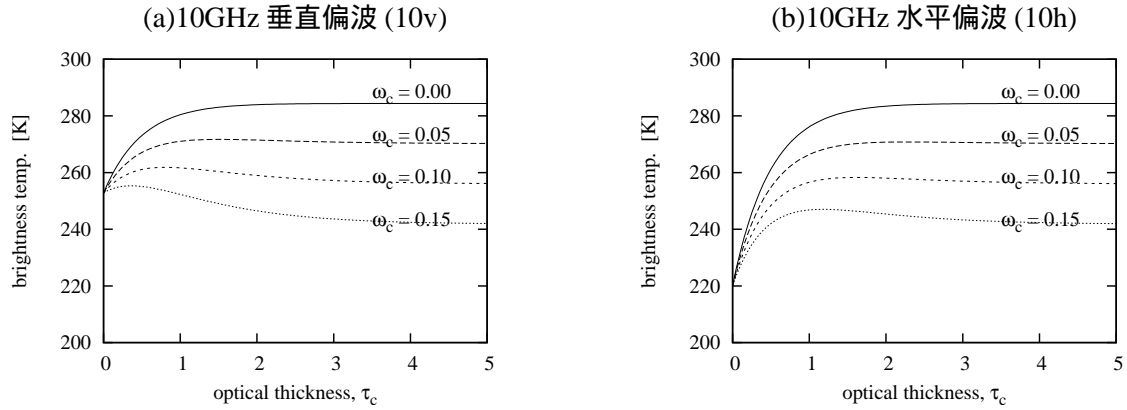 (a)10GHz 垂直偏波 (10v)
300
280
260
240
220
200
brightness temp. [K]
ω_c = 0.00
ω_c = 0.05
ω_c = 0.10
ω_c = 0.15
0 1 2 3 4 5
optical thickness, τ_c
(b)10GHz 水平偏波 (10h)
300
280
260
240
220
200
brightness temp. [K]
ω_c = 0.00
ω_c = 0.05
ω_c = 0.10
ω_c = 0.15
0 1 2 3 4 5
optical thickness, τ_c